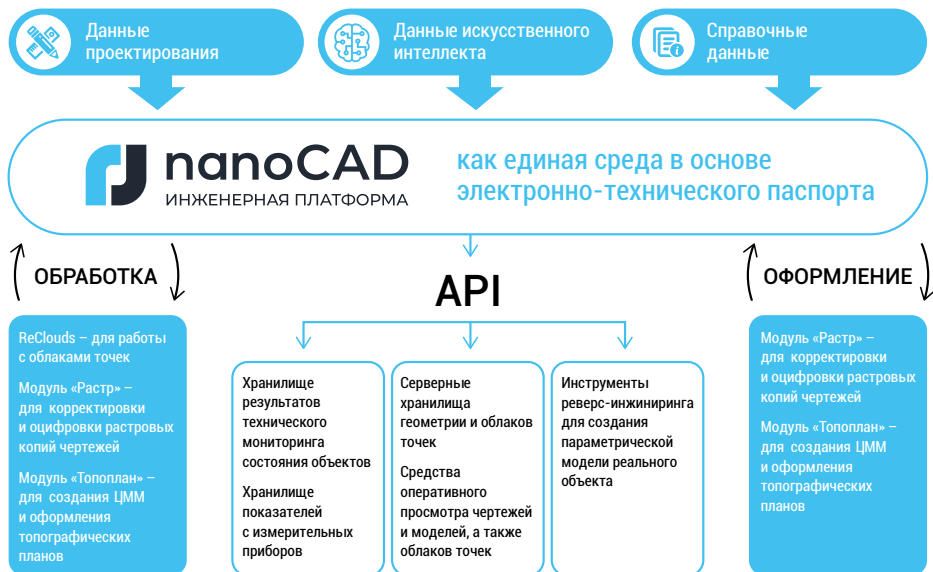 Данные
проектирования
Данные искусственного
интеллекта
Справочные
данные
nanoCAD
ИНЖЕНЕРНАЯ ПЛАТФОРМА
как единая среда в основе
электронно-технического паспорта
ОБРАБОТКА
API
ОФОРМЛЕНИЕ
ReClouds – для работы
с облаками точек
Модуль «Растр» –
для корректировки
и оцифровки растровых
копий чертежей
Модуль «Топоплан» –
для создания ЦММ
и оформления
топографических
планов
Хранилище
результатов
технического
мониторинга
состояния объектов
Хранилище
показателей
с измерительных
приборов
Серверные
хранилища
геометрии и облаков
точек
Средства
оперативного
просмотра чертежей
и моделей, а также
облаков точек
Инструменты
реверс-инжиниринга
для создания
параметрической
модели реального
объекта
Модуль «Растр» –
для корректировки
и оцифровки растровых
копий чертежей
Модуль «Топоплан» –
для создания ЦММ
и оформления
топографических
планов